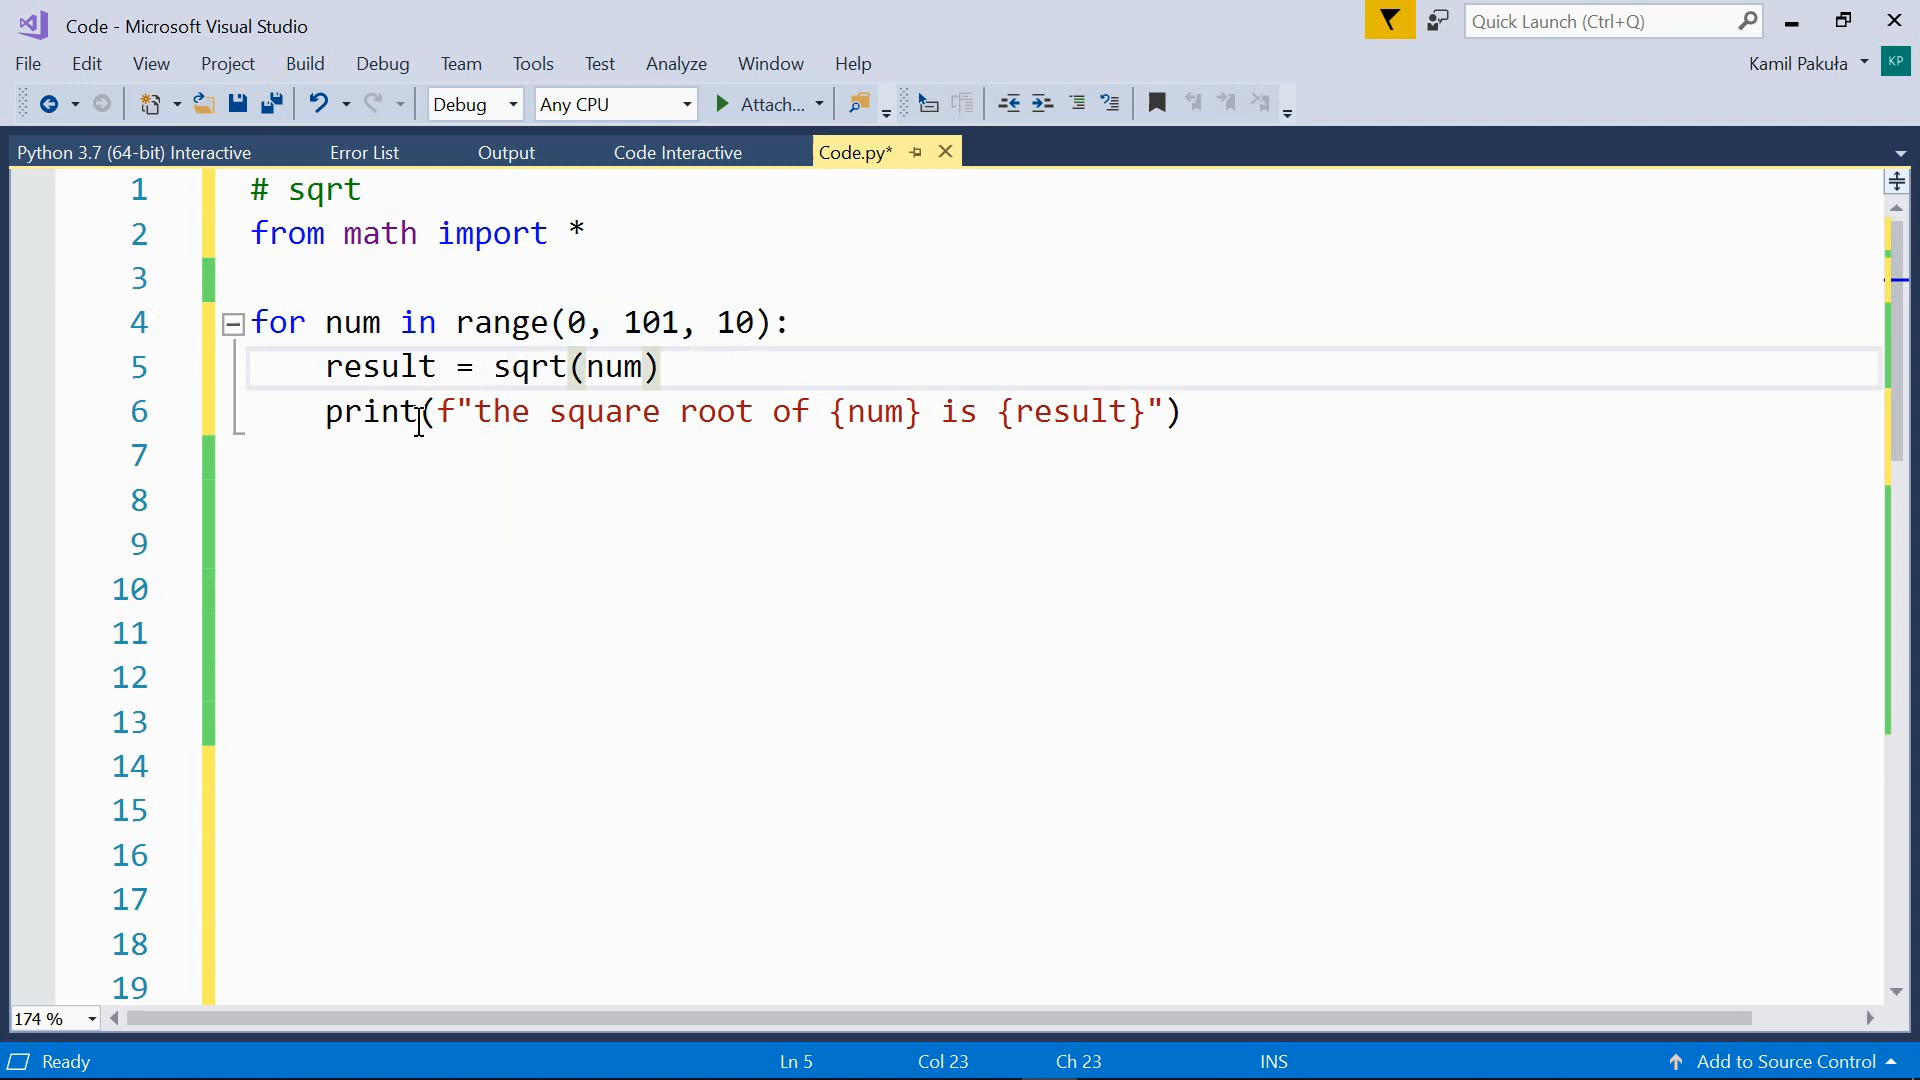 Code - Microsoft Visual Studio
Quick Launch (Ctrl+Q)
File Edit View Project Build Debug Team Tools Test Analyze Window Help
Kamil Pakuła KP
Debug Any CPU Attach...
Python 3.7 (64-bit) Interactive Error List Output Code Interactive Code.py*
1 # sqrt
2 from math import *
3
4 for num in range(0, 101, 10):
5 result = sqrt(num)
6 print(f"the square root of {num} is {result}")
7
8
9
10
11
12
13
14
15
16
17
18
19
174 %
Ready Ln 5 Col 23 Ch 23 INS Add to Source Control